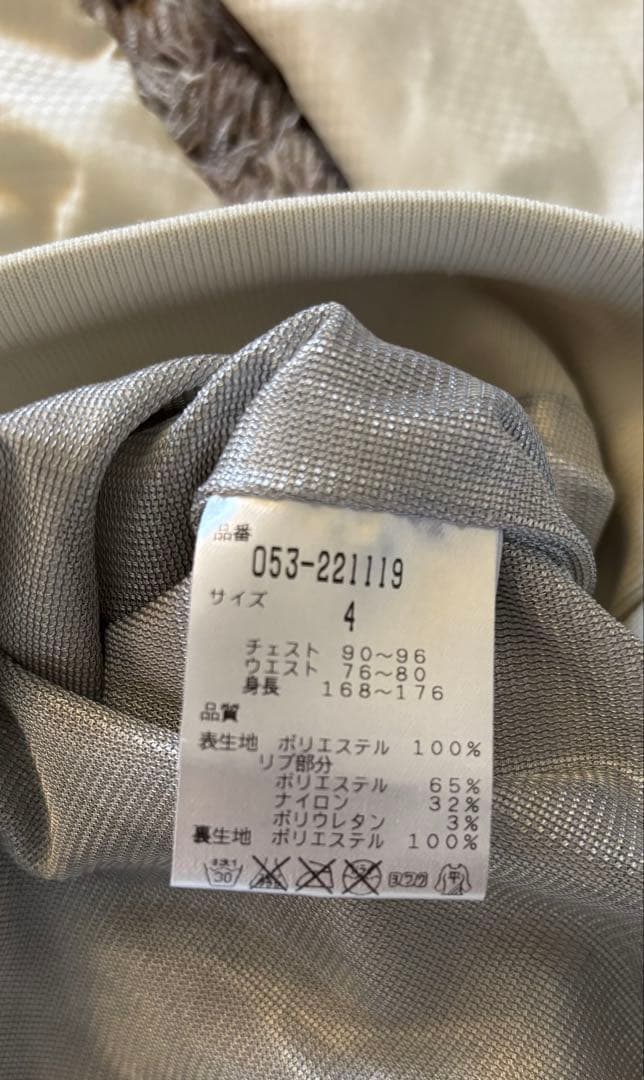 品番
053-221119
サイズ
4
チェスト 90～96
ウエスト 76～80
身長 168～176
品質
表生地 ポリエステル 100%
リブ部分
ポリエステル 65%
ナイロン 32%
ポリウレタン 3%
裏生地 ポリエステル 100%
30 平